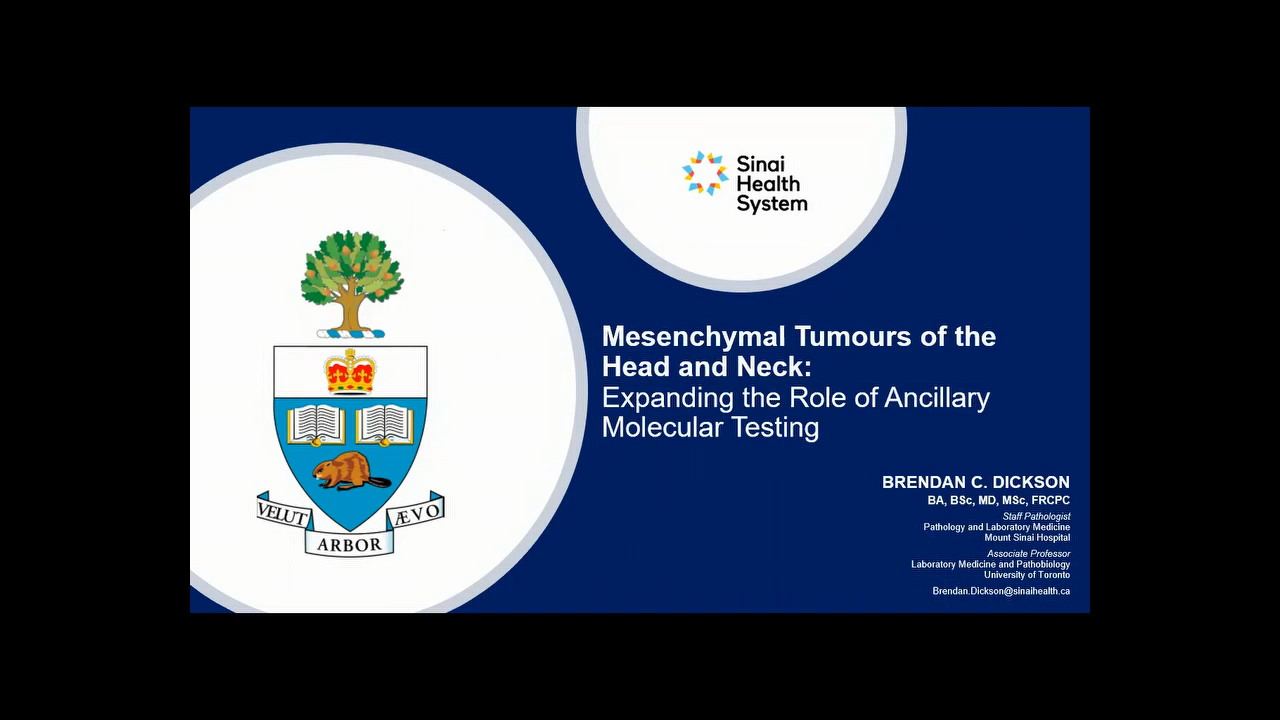 Sinai
Health
System
Mesenchymal Tumours of the
Head and Neck:
Expanding the Role of Ancillary
Molecular Testing
BRENDAN C. DICKSON
BA, BSc, MD, MSc, FRCPC
Staff Pathologist
Pathology and Laboratory Medicine
Mount Sinai Hospital
Associate Professor
Laboratory Medicine and Pathobiology
University of Toronto
Brendan.Dickson@sinaihealth.ca
VELUT
ARBOR
ÆVO